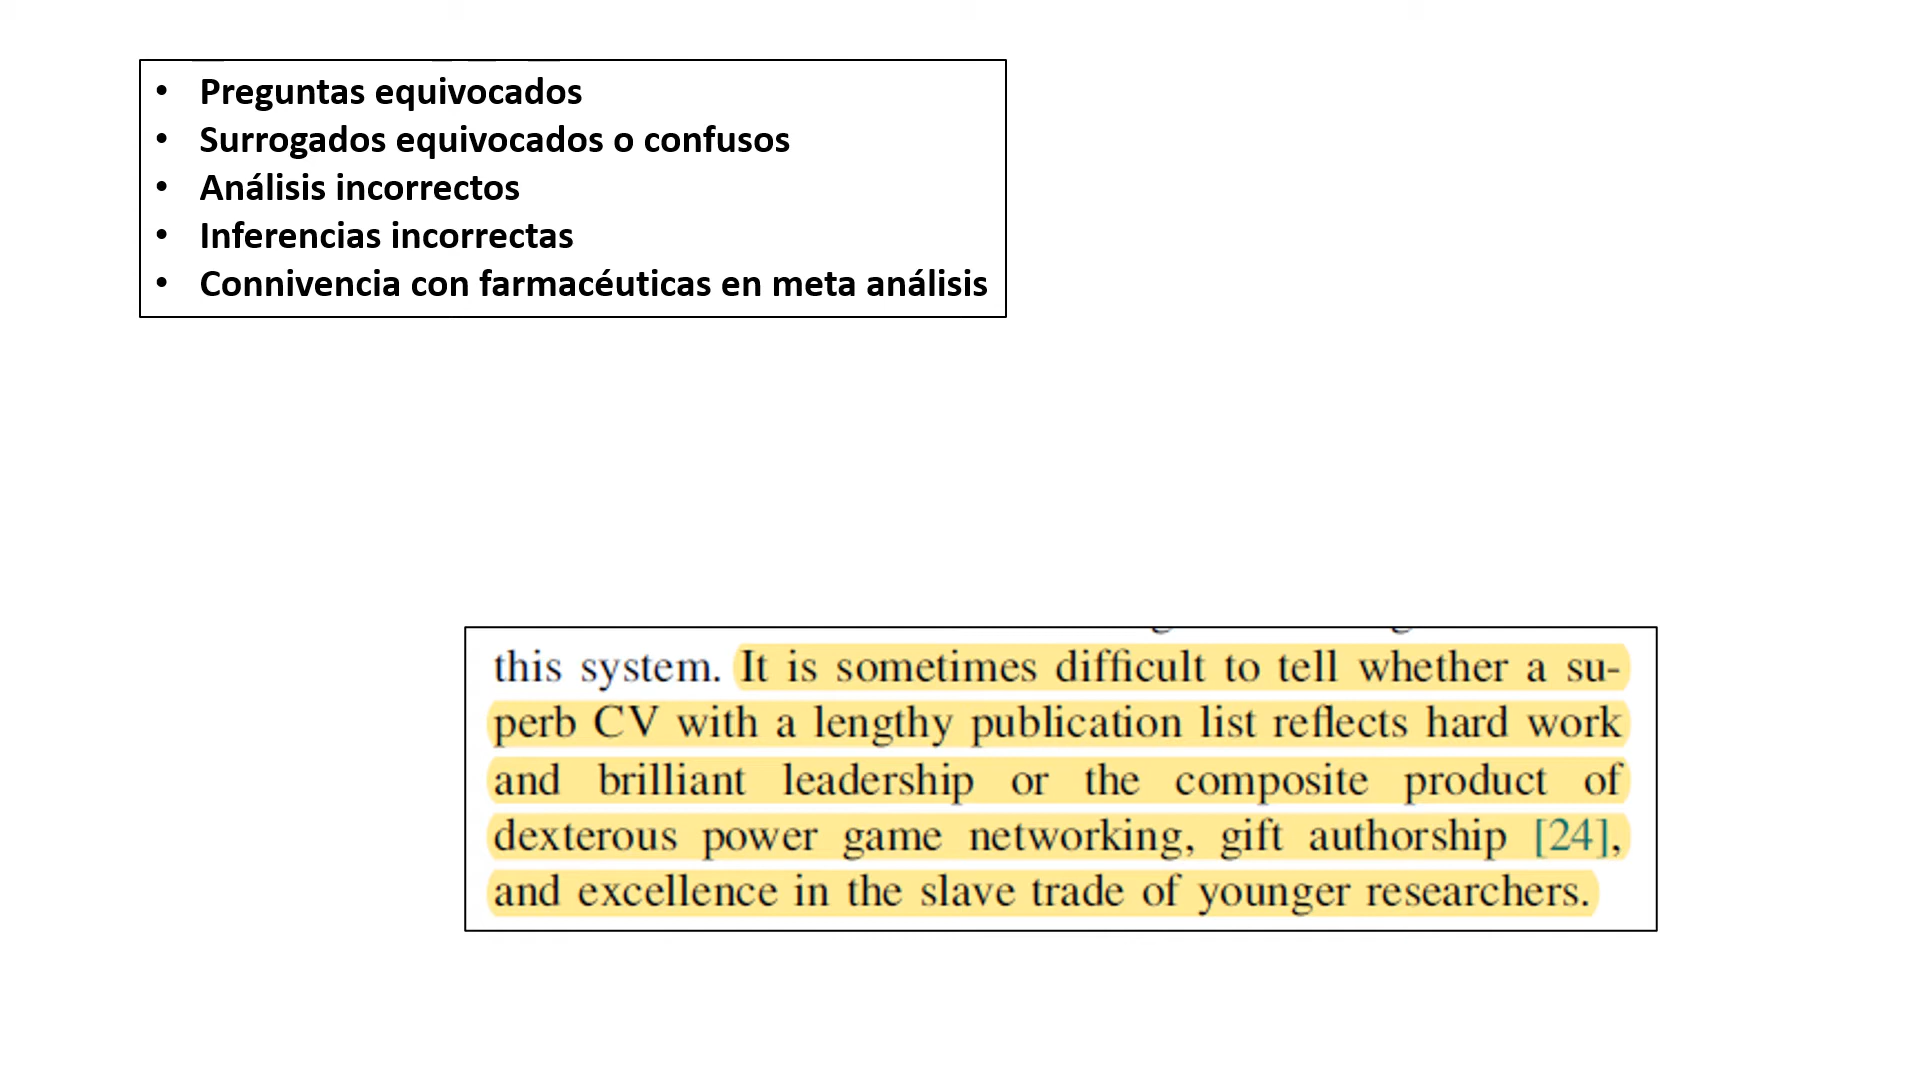 • Preguntas equivocados
• Surrogados equivocados o confusos
• Análisis incorrectos
• Inferencias incorrectas
• Connivencia con farmacéuticas en meta análisis
this system. It is sometimes difficult to tell whether a su-
perb CV with a lengthy publication list reflects hard work
and brilliant leadership or the composite product of
dexterous power game networking, gift authorship [24],
and excellence in the slave trade of younger researchers.